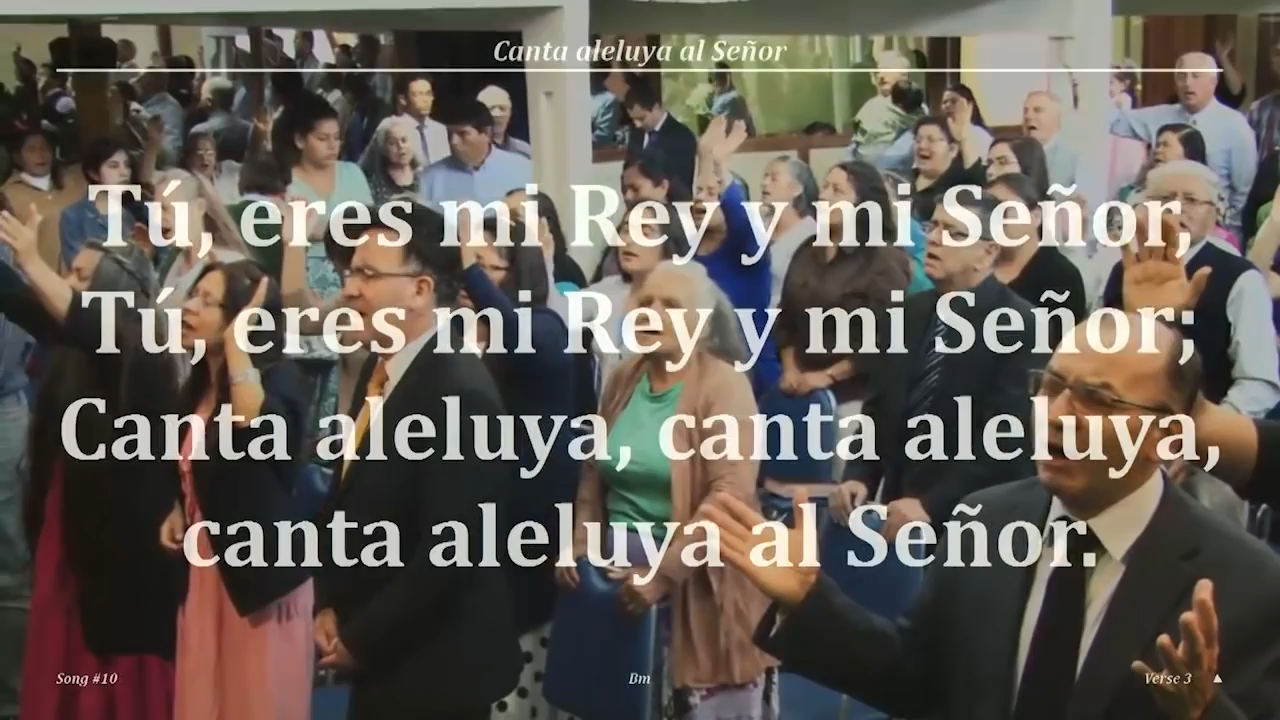 Canta aleluya al Señor
Tú, eres mi Rey y mi Señor,
Tú, eres mi Rey y mi Señor;
Canta aleluya, canta aleluya,
canta aleluya al Señor.
Song #10 Bm Verse 3 ▲